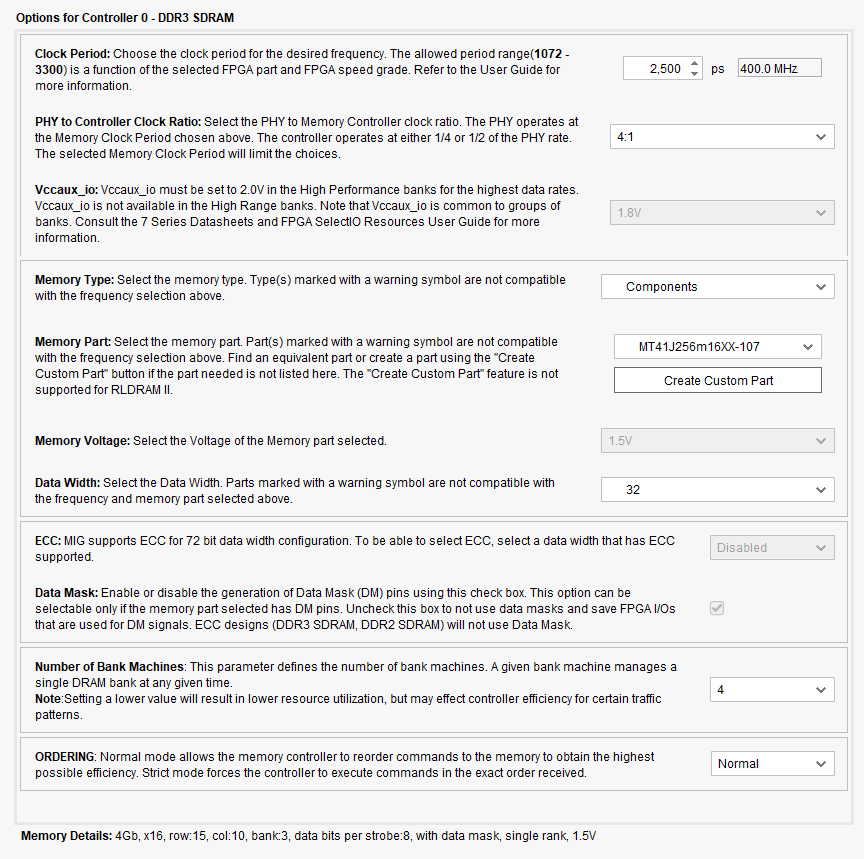 Options for Controller 0 - DDR3 SDRAM
Clock Period: Choose the clock period for the desired frequency. The allowed period range(1072 -
3300) is a function of the selected FPGA part and FPGA speed grade. Refer to the User Guide for
more information.
2,500 ps 400.0 MHz
PHY to Controller Clock Ratio: Select the PHY to Memory Controller clock ratio. The PHY operates at
the Memory Clock Period chosen above. The controller operates at either 1/4 or 1/2 of the PHY rate.
The selected Memory Clock Period will limit the choices.
4:1
Vccaux_io: Vccaux_io must be set to 2.0V in the High Performance banks for the highest data rates.
Vccaux_io is not available in the High Range banks. Note that Vccaux_io is common to groups of
banks. Consult the 7 Series Datasheets and FPGA SelectIO Resources User Guide for more
information.
1.8V
Memory Type: Select the memory type. Type(s) marked with a warning symbol are not compatible
with the frequency selection above.
Components
Memory Part: Select the memory part. Part(s) marked with a warning symbol are not compatible
with the frequency selection above. Find an equivalent part or create a part using the "Create
Custom Part" button if the part needed is not listed here. The "Create Custom Part" feature is not
supported for RLDRAM II.
MT41J256m16XX-107
Create Custom Part
Memory Voltage: Select the Voltage of the Memory part selected.
1.5V
Data Width: Select the Data Width. Parts marked with a warning symbol are not compatible with
the frequency and memory part selected above.
32
ECC: MIG supports ECC for 72 bit data width configuration. To be able to select ECC, select a data width that has ECC
supported.
Disabled
Data Mask: Enable or disable the generation of Data Mask (DM) pins using this check box. This option can be
selectable only if the memory part selected has DM pins. Uncheck this box to not use data masks and save FPGA I/Os
that are used for DM signals. ECC designs (DDR3 SDRAM, DDR2 SDRAM) will not use Data Mask.
Number of Bank Machines: This parameter defines the number of bank machines. A given bank machine manages a
single DRAM bank at any given time.
Note:Setting a lower value will result in lower resource utilization, but may effect controller efficiency for certain traffic
patterns.
4
ORDERING: Normal mode allows the memory controller to reorder commands to the memory to obtain the highest
possible efficiency. Strict mode forces the controller to execute commands in the exact order received.
Normal
Memory Details: 4Gb, x16, row:15, col:10, bank:3, data bits per strobe:8, with data mask, single rank, 1.5V